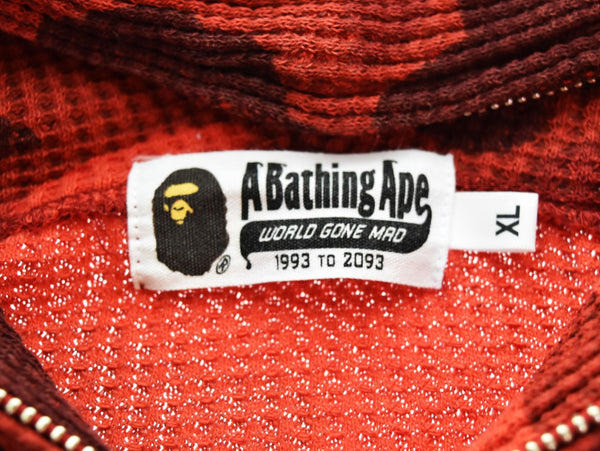 A Bathing Ape
WORLD GONE MAD
1993 TO 2093
XL